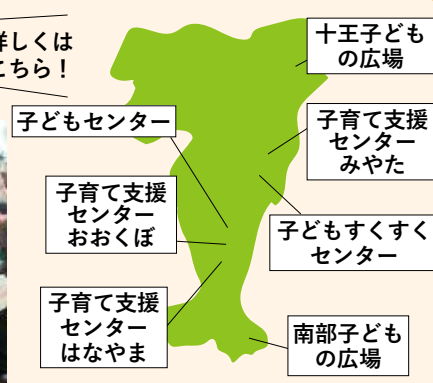 詳しくは
こちら！
十王子ども
の広場
子どもセンター
子育て支援
センター
みやた
子育て支援
センター
おおくぼ
子どもすくすく
センター
子育て支援
センター
はなやま
南部子ども
の広場